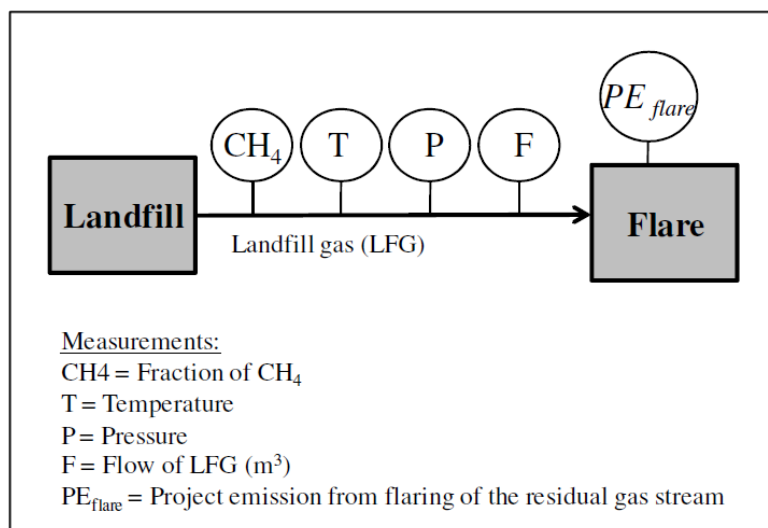 CH₄ T P F PE flare
Landfill
Flare
Landfill gas (LFG)
Measurements:
CH4 = Fraction of CH₄
T = Temperature
P = Pressure
F = Flow of LFG (m³)
PE_flare = Project emission from flaring of the residual gas stream